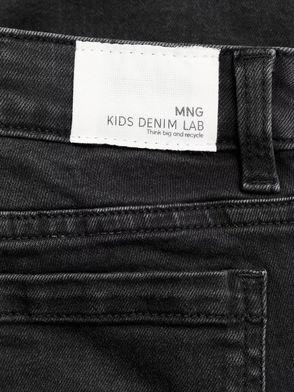 MNG
KIDS DENIM LAB
Think big and recycle